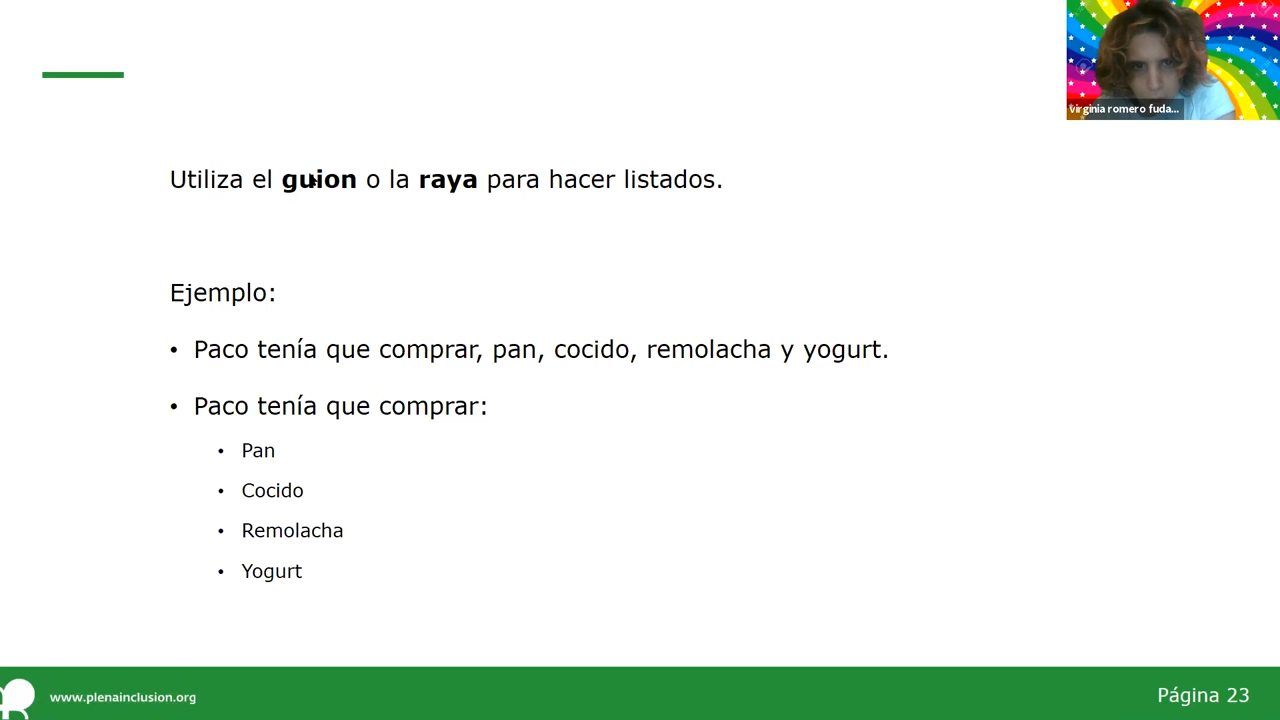 virginia romero fuda...
Utiliza el guion o la raya para hacer listados.
Ejemplo:
• Paco tenía que comprar, pan, cocido, remolacha y yogurt.
• Paco tenía que comprar:
• Pan
• Cocido
• Remolacha
• Yogurt
www.plenainclusion.org
Página 23